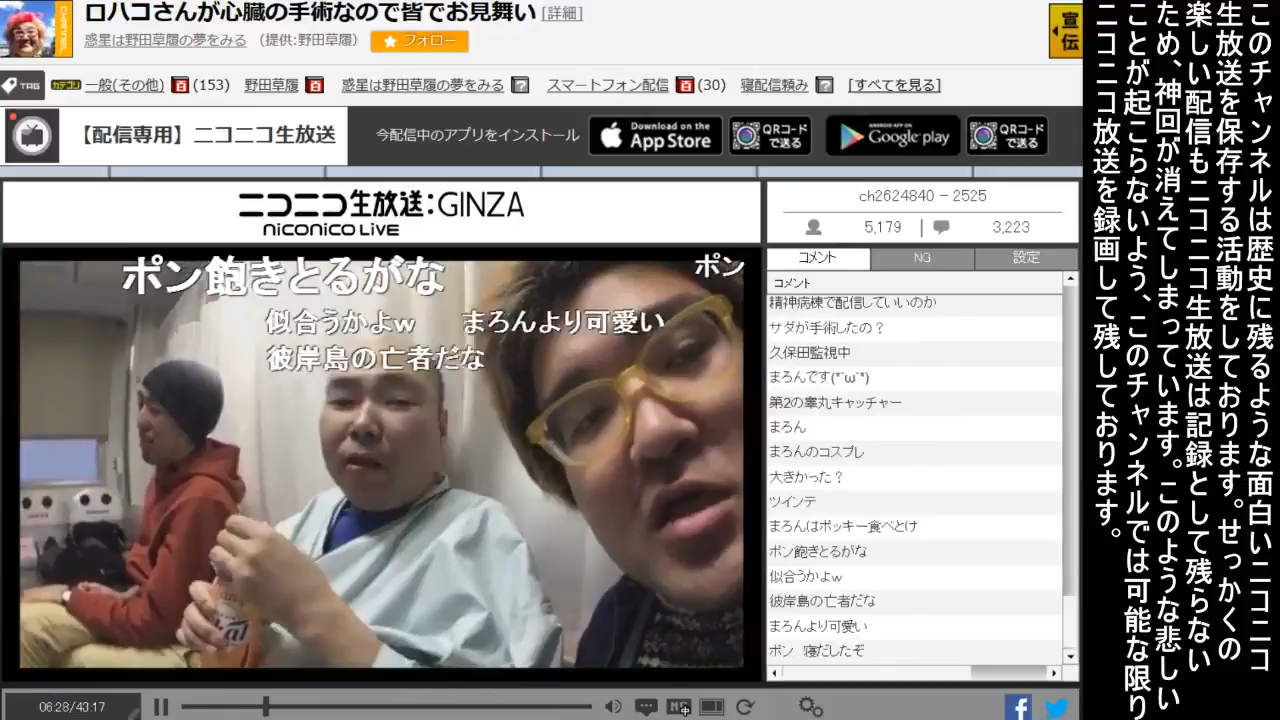 ロハコさんが心臓の手術なので皆でお見舞い [詳細]
惑星は野田草履の夢をみる (提供:野田草履) ★ フォロー
CHANNEL
宣伝
TAG カテゴリ 一般(その他) 百 (153) 野田草履 百 惑星は野田草履の夢をみる ? スマートフォン配信 百 (30) 寝配信頼み ? [すべてを見る]
【配信専用】ニコニコ生放送
今配信中のアプリをインストール
Download on the App Store
QRコードで送る
ANDROID APP ON Google play
QRコードで送る
ニコニコ生放送:GINZA
niconico Live
ch2624840 - 2525
5,179 | 3,223
コメント NG 設定
コメント
精神病棟で配信していいのか
サダが手術したの？
久保田監視中
まろんです(*´ω`*)
第2の睾丸キャッチャー
まろん
まろんのコスプレ
大きかった？
ツインテ
まろんはポッキー食べとけ
ポン飽きとるがな
似合うかよw
彼岸島の亡者だな
まろんより可愛い
ポン 寝だしたぞ
ポン飽きとるがな
ポン
似合うかよw
まろんより可愛い
彼岸島の亡者だな
06:28/43:17
このチャンネルは歴史に残るような面白いニコニコ
生放送を保存する活動をしております。せっかくの
楽しい配信もニコニコ生放送は記録として残らない
ため、神回が消えてしまっています。このような悲しい
ことが起こらないよう、このチャンネルでは可能な限り
ニコニコ放送を録画して残しております。